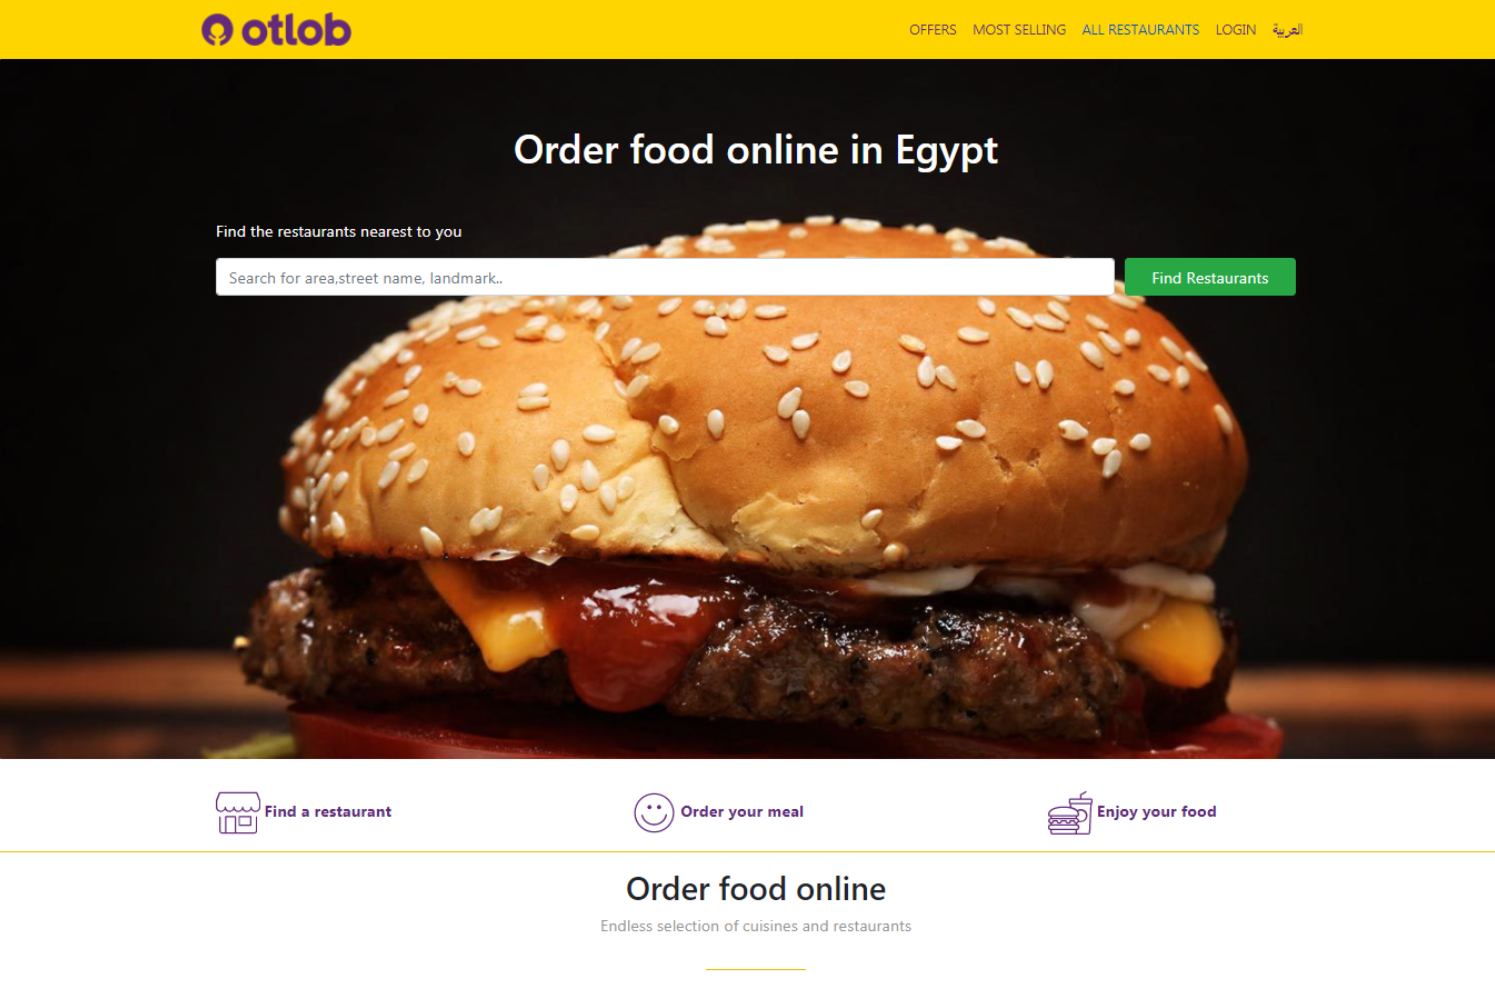 otlob
OFFERS MOST SELLING ALL RESTAURANTS LOGIN العربية
Order food online in Egypt
Find the restaurants nearest to you
Search for area,street name, landmark..
Find Restaurants
Find a restaurant
Order your meal
Enjoy your food
Order food online
Endless selection of cuisines and restaurants